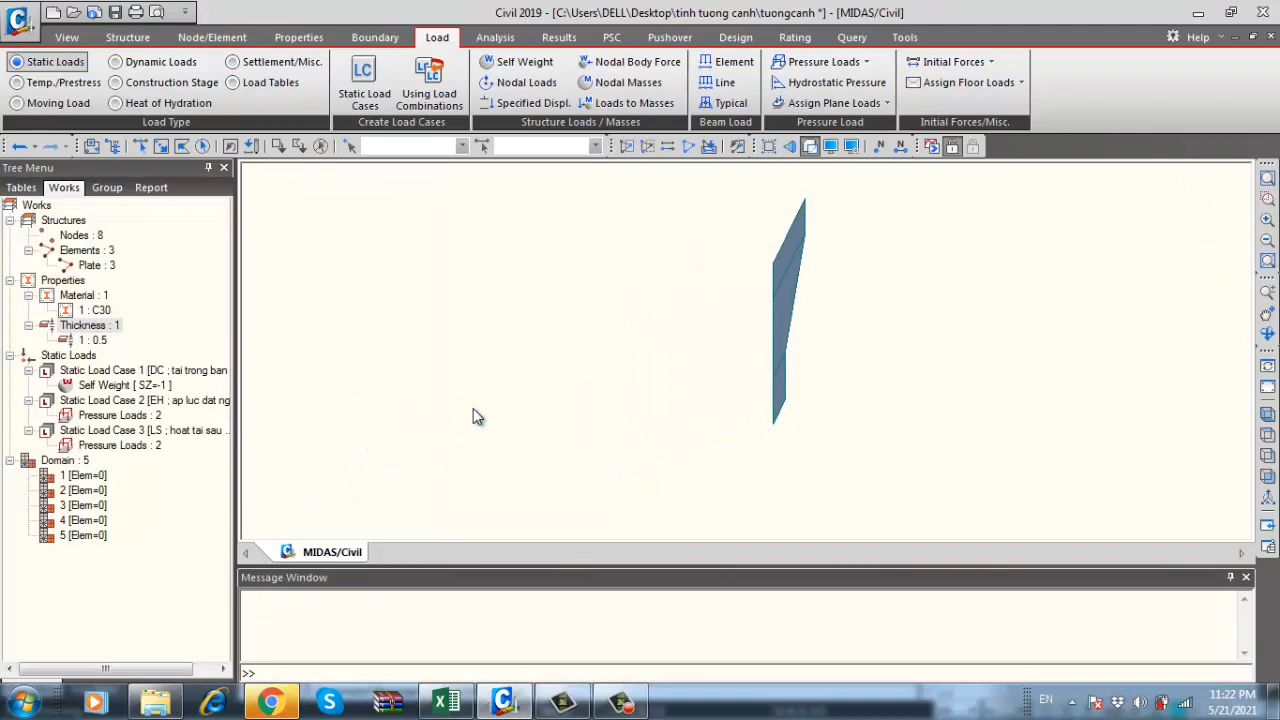 Civil 2019 - [C:\Users\DELL\Desktop\tinh tuong canh\tuongcanh *] - [MIDAS/Civil]
View Structure Node/Element Properties Boundary Load Analysis Results PSC Pushover Design Rating Query Tools Help
Static Loads Dynamic Loads Settlement/Misc.
Temp./Prestress Construction Stage Load Tables
Moving Load Heat of Hydration
Load Type
Static Load Cases
Using Load Combinations
Create Load Cases
Self Weight Nodal Body Force
Nodal Loads Nodal Masses
Specified Displ. Loads to Masses
Structure Loads / Masses
Element
Line
Typical
Beam Load
Pressure Loads
Hydrostatic Pressure
Assign Plane Loads
Pressure Load
Initial Forces
Assign Floor Loads
Initial Forces/Misc.
Tree Menu
Tables Works Group Report
Works
Structures
Nodes : 8
Elements : 3
Plate : 3
Properties
Material : 1
1 : C30
Thickness : 1
1 : 0.5
Static Loads
Static Load Case 1 [DC ; tai trong ban
Self Weight [ SZ=-1 ]
Static Load Case 2 [EH ; ap luc dat ng
Pressure Loads : 2
Static Load Case 3 [LS ; hoat tai sau ...
Pressure Loads : 2
Domain : 5
1 [Elem=0]
2 [Elem=0]
3 [Elem=0]
4 [Elem=0]
5 [Elem=0]
MIDAS/Civil
Message Window
>>
EN
11:22 PM
5/21/2021